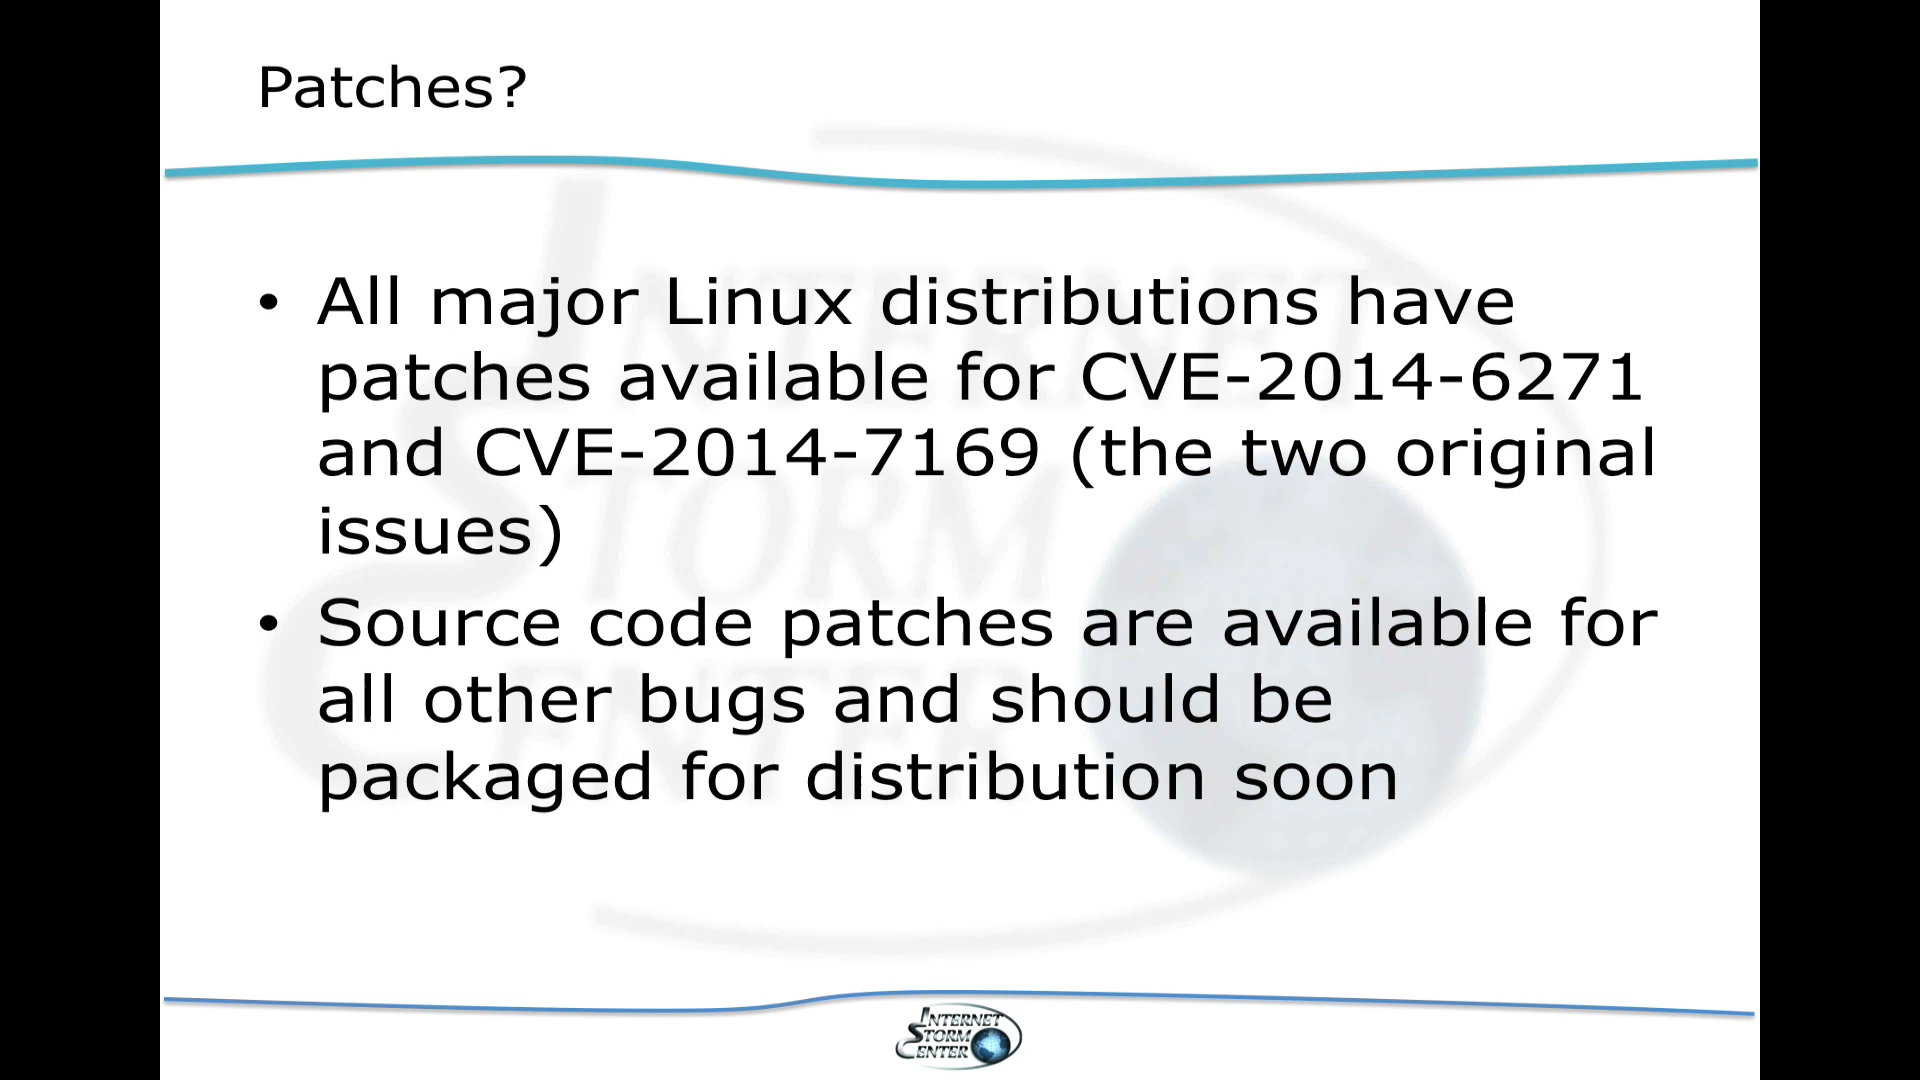 Patches?
• All major Linux distributions have
patches available for CVE-2014-6271
and CVE-2014-7169 (the two original
issues)
• Source code patches are available for
all other bugs and should be
packaged for distribution soon
INTERNET
STORM
CENTER